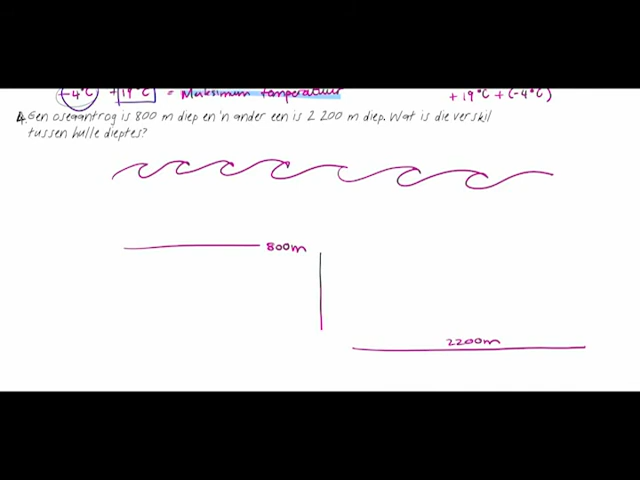 -4°C +19°C = Maksimum temperatuur
+19°C + (-4°C)
4. Een oseaantrog is 800 m diep en 'n ander een is 2 200 m diep. Wat is die verskil
tussen hulle dieptes?
800m
2200m